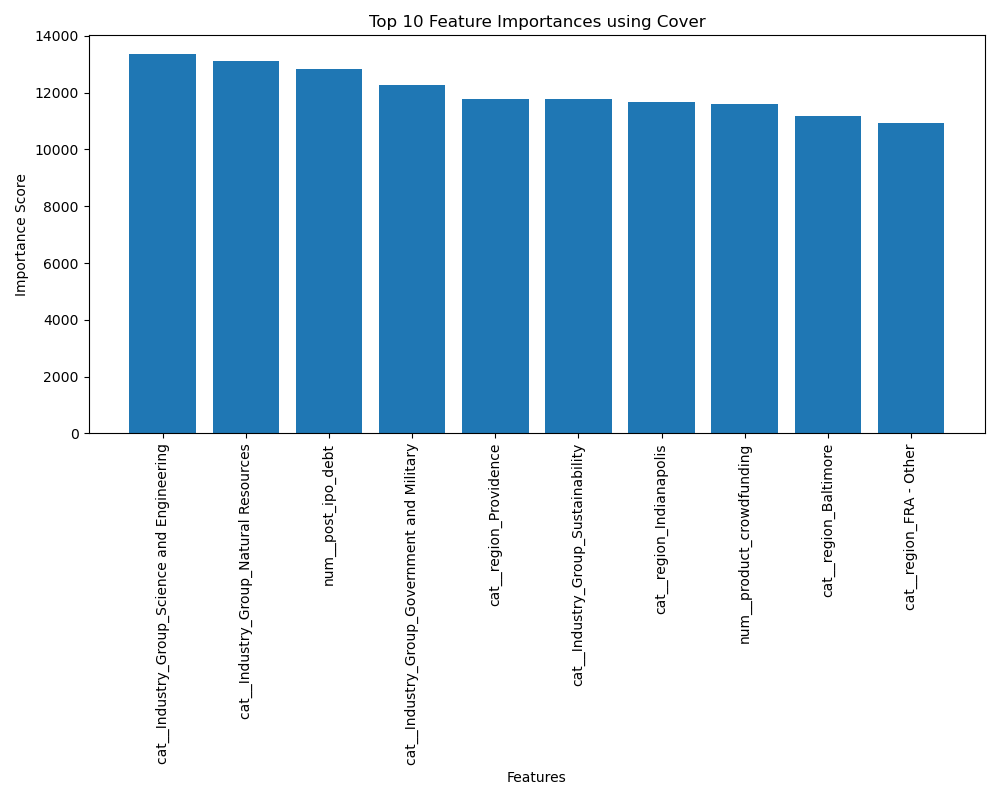 Top 10 Feature Importances using Cover
Importance Score
14000
12000
10000
8000
6000
4000
2000
0
cat__Industry_Group_Science and Engineering
cat__Industry_Group_Natural Resources
num__post_ipo_debt
cat__Industry_Group_Government and Military
cat__region_Providence
cat__Industry_Group_Sustainability
cat__region_Indianapolis
num__product_crowdfunding
cat__region_Baltimore
cat__region_FRA - Other
Features